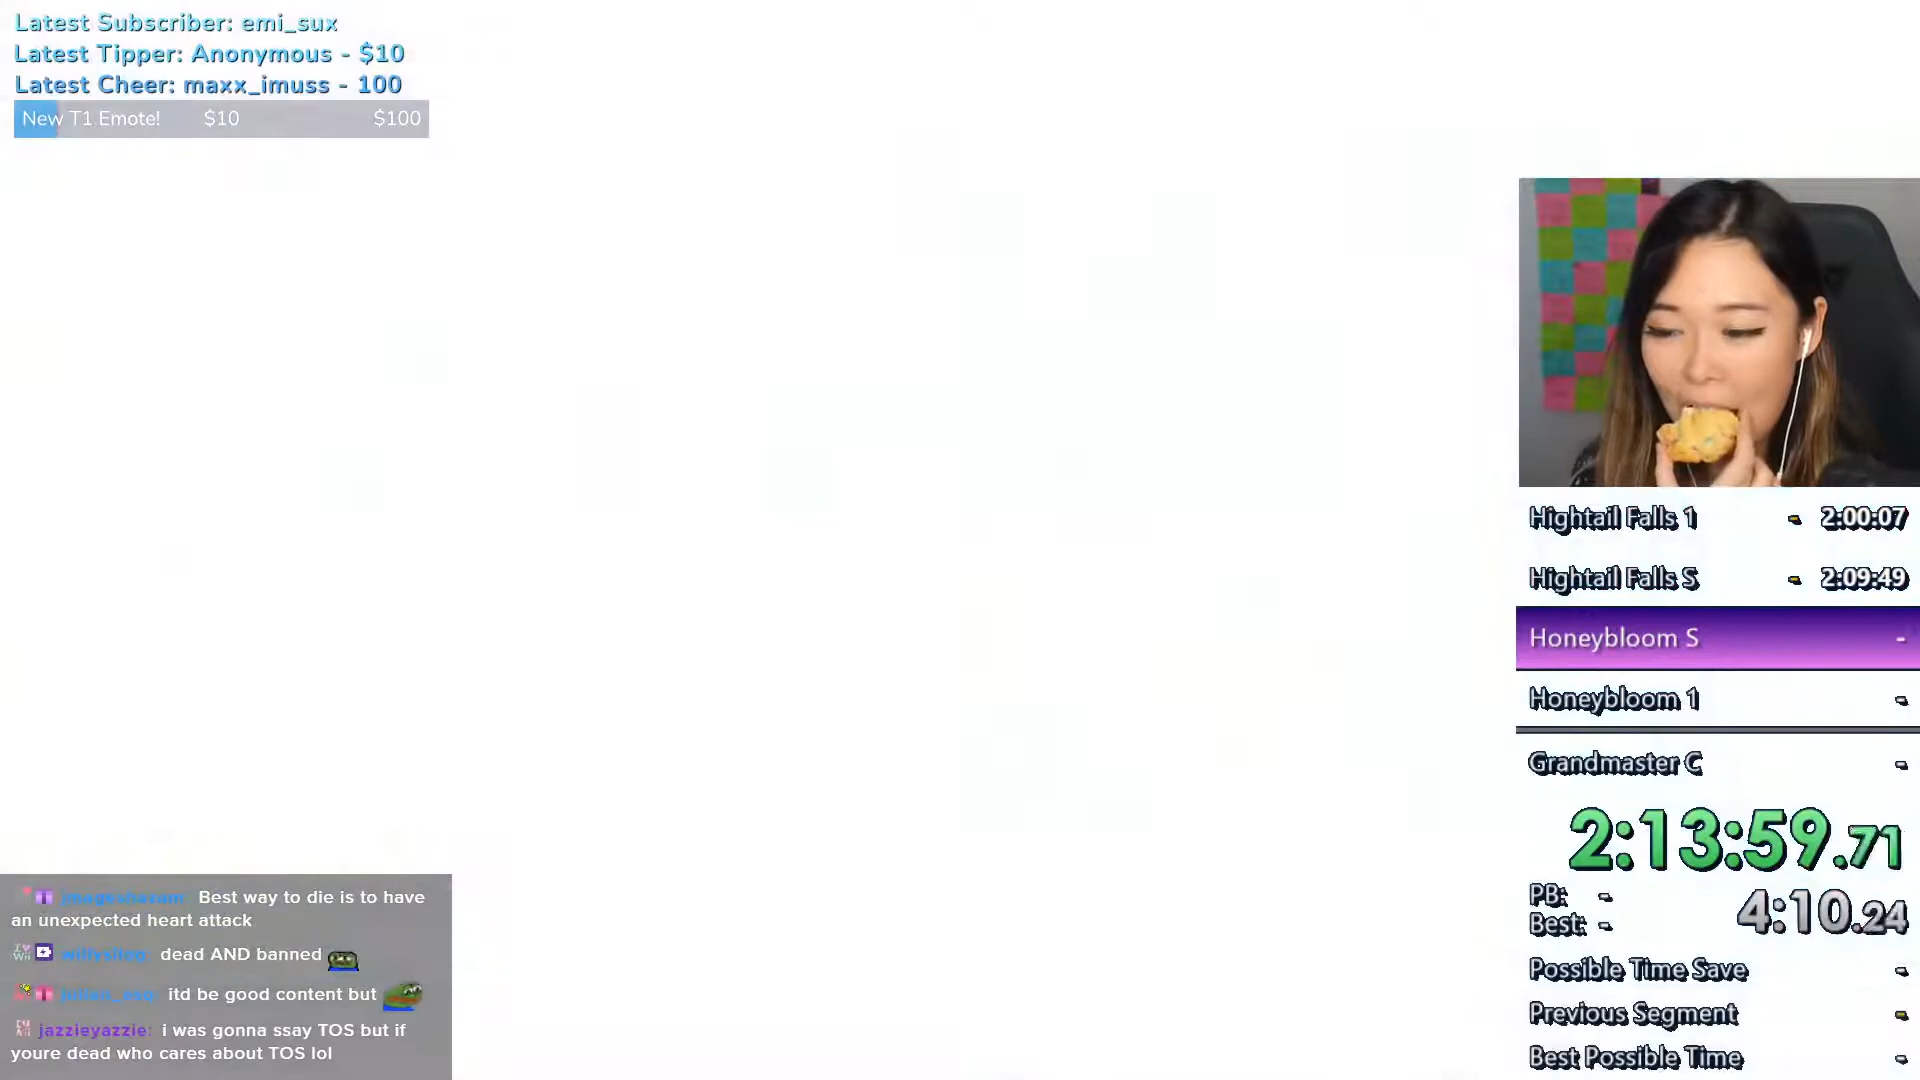 Latest Subscriber: emi_sux
Latest Tipper: Anonymous - $10
Latest Cheer: maxx_imuss - 100
New T1 Emote! $10 $100
Hightail Falls 1 - 2:00:07
Hightail Falls S - 2:09:49
Honeybloom S -
Honeybloom 1 -
Grandmaster C -
2:13:59.71
PB: -
Best: -
4:10.24
Possible Time Save -
Previous Segment -
Best Possible Time -
Best way to die is to have
an unexpected heart attack
dead AND banned
itd be good content but
jazzieyazzie: i was gonna ssay TOS but if
youre dead who cares about TOS lol